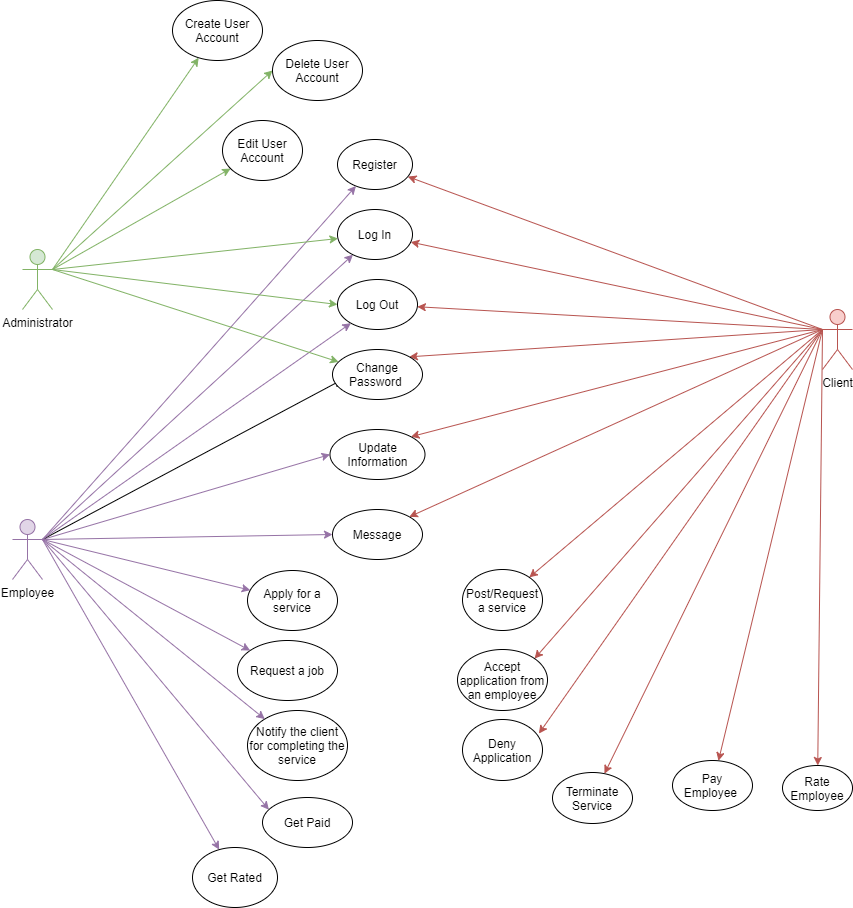 Create User
Account
Delete User
Account
Edit User
Account
Register
Log In
Log Out
Administrator
Change
Password
Client
Update
Information
Message
Employee
Apply for a
service
Post/Request
a service
Request a job
Accept
application from
an employee
Notify the client
for completing the
service
Deny
Application
Terminate
Service
Pay
Employee
Rate
Employee
Get Paid
Get Rated